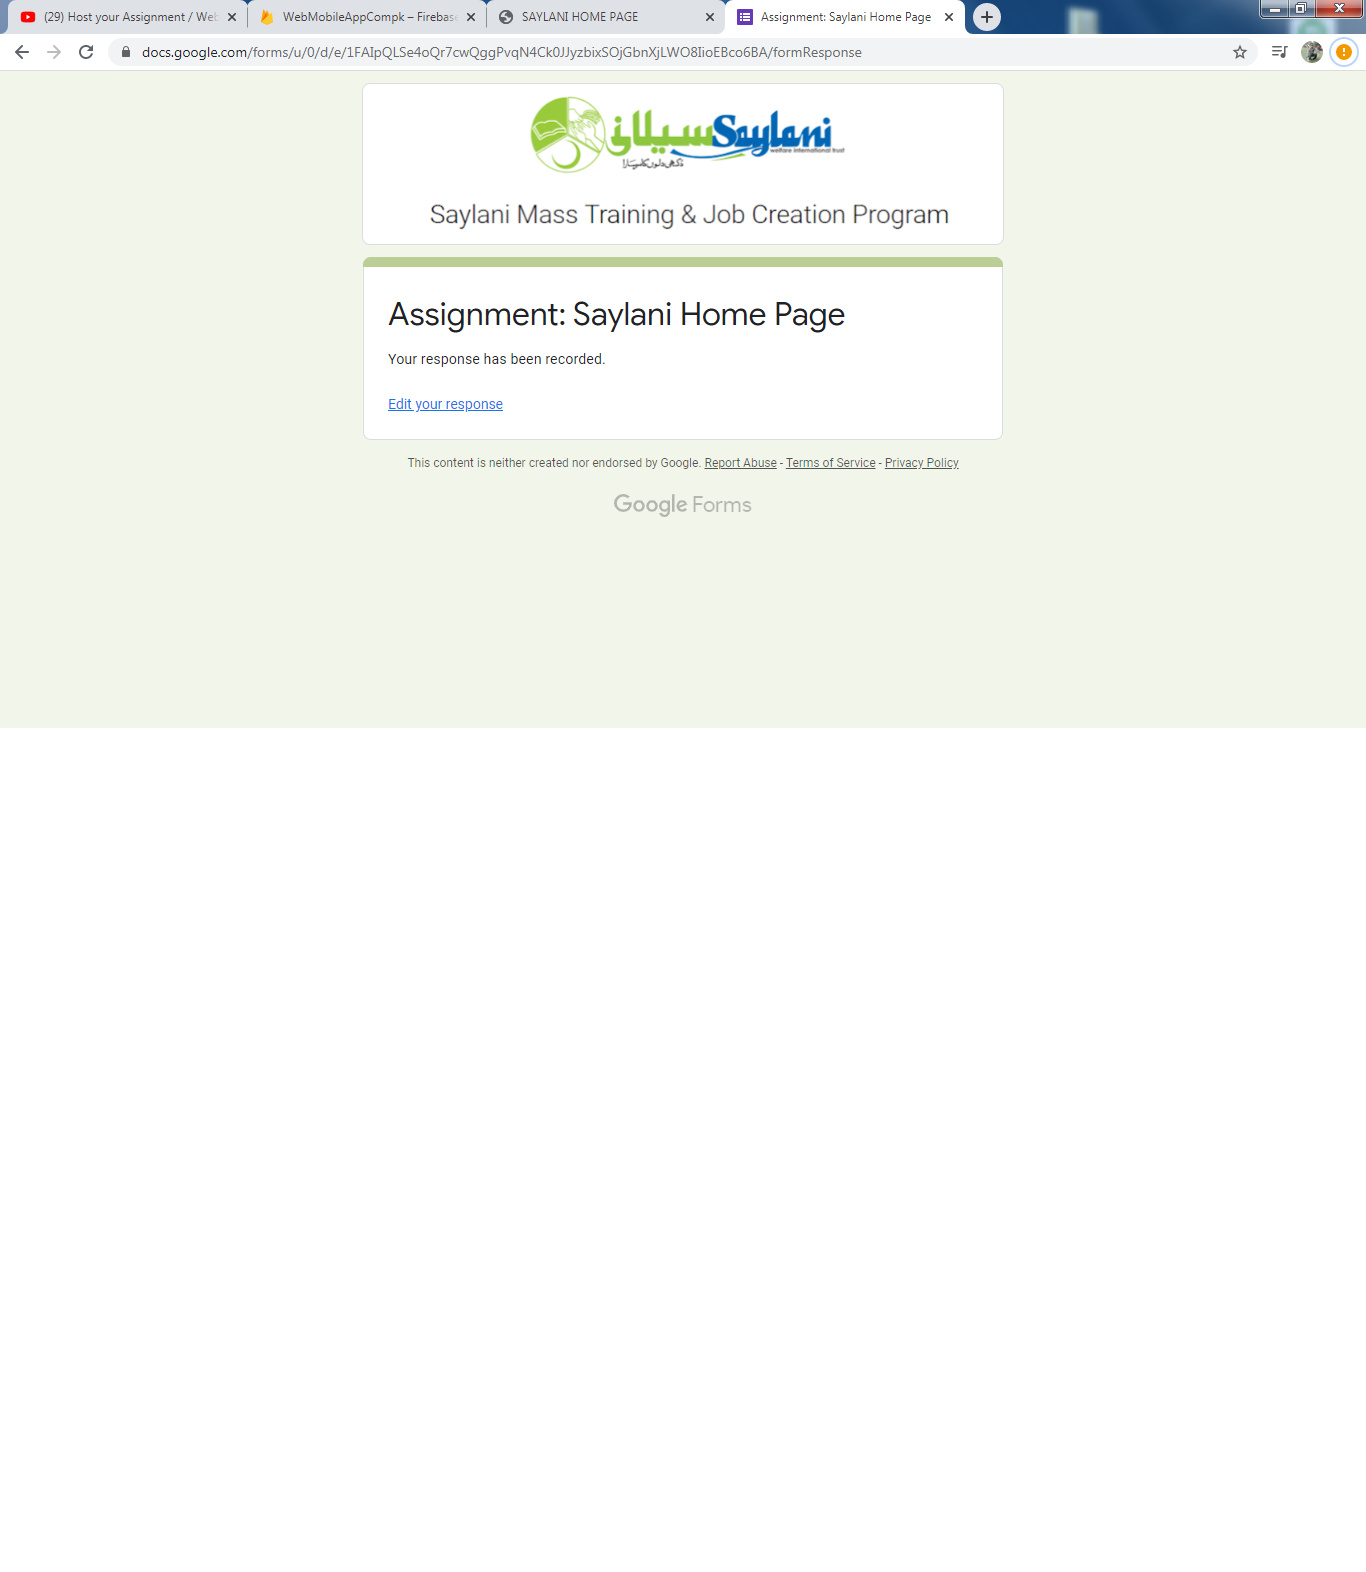 (29) Host your Assignment / Web
WebMobileAppCompk – Firebase
SAYLANI HOME PAGE
Assignment: Saylani Home Page
docs.google.com/forms/u/0/d/e/1FAIpQLSe4oQr7cwQggPvqN4Ck0JJyzbixSOjGbnXjLWO8IioEBco6BA/formResponse
سیلانی Saylani
welfare international trust
Saylani Mass Training & Job Creation Program
Assignment: Saylani Home Page
Your response has been recorded.
Edit your response
This content is neither created nor endorsed by Google. Report Abuse - Terms of Service - Privacy Policy
Google Forms